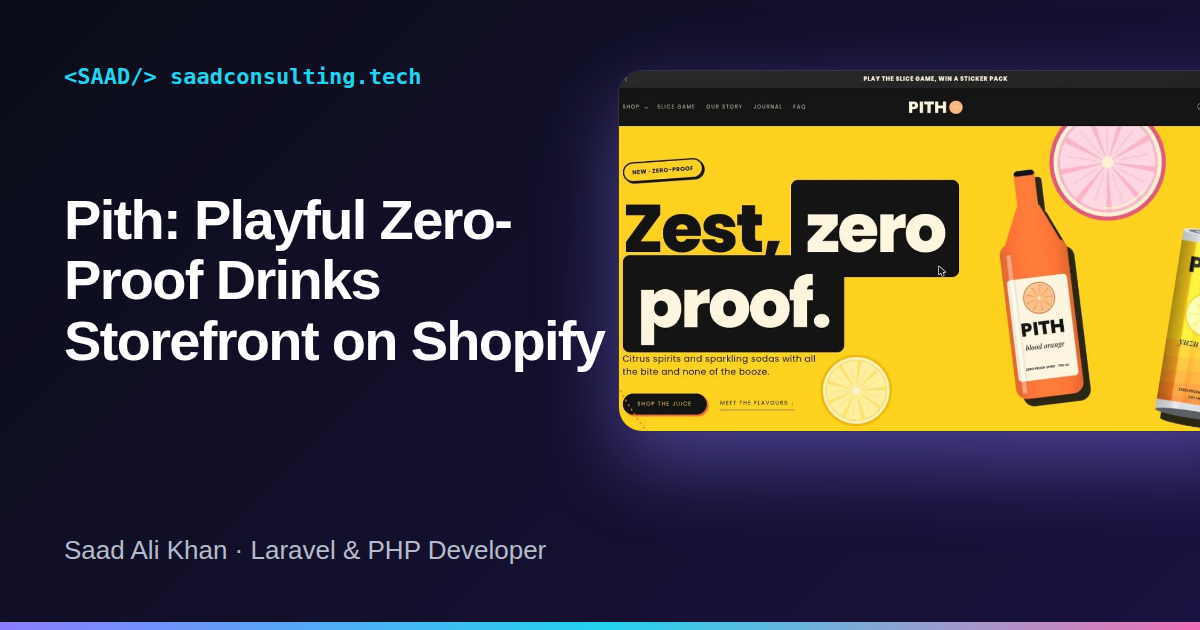 <SAAD/> saadconsulting.tech
Pith: Playful Zero-
Proof Drinks
Storefront on Shopify
Saad Ali Khan · Laravel & PHP Developer
PLAY THE SLICE GAME, WIN A STICKER PACK
SHOP SLICE GAME OUR STORY JOURNAL FAQ
PITH
NEW · ZERO-PROOF
Zest, zero
proof.
Citrus spirits and sparkling sodas with all
the bite and none of the booze.
SHOP THE JUICE MEET THE FLAVOURS
PITH
blood orange